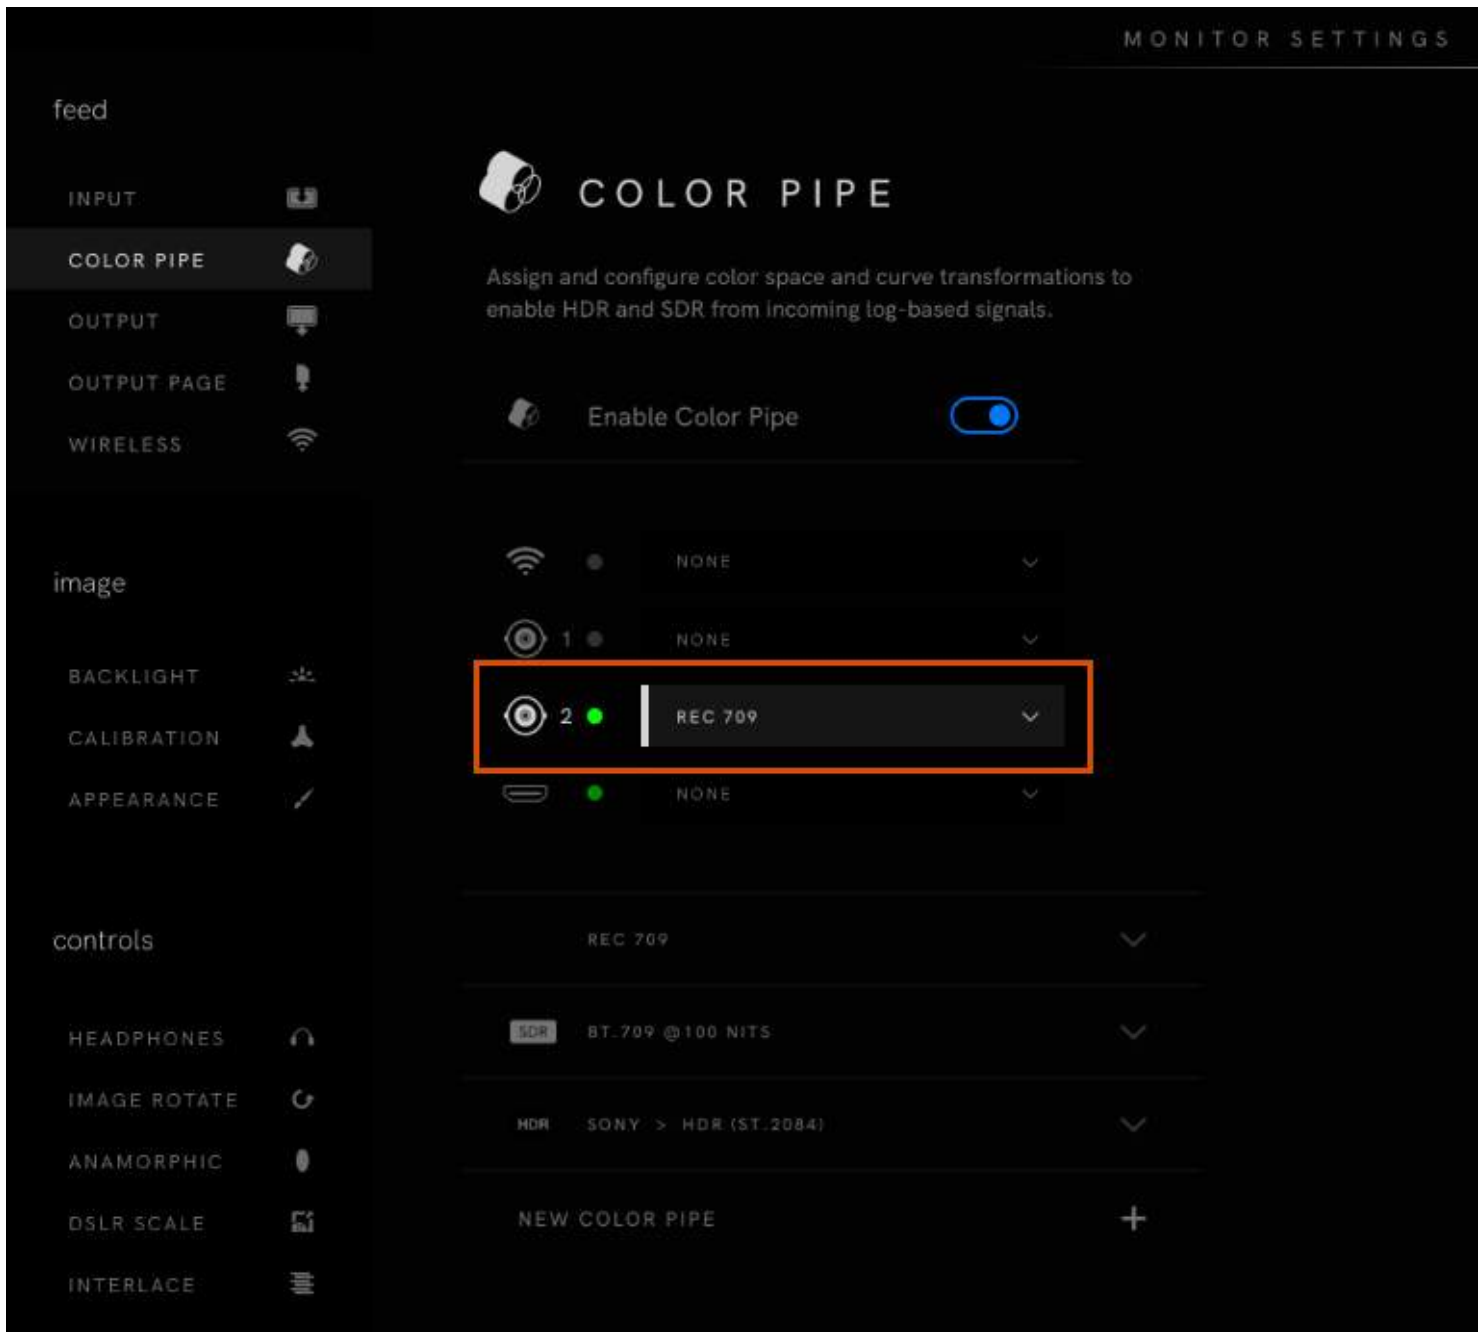 MONITOR SETTINGS
feed
INPUT
COLOR PIPE
OUTPUT
OUTPUT PAGE
WIRELESS
image
BACKLIGHT
CALIBRATION
APPEARANCE
controls
HEADPHONES
IMAGE ROTATE
ANAMORPHIC
DSLR SCALE
INTERLACE
COLOR PIPE
Assign and configure color space and curve transformations to
enable HDR and SDR from incoming log-based signals.
Enable Color Pipe
NONE
1 NONE
2 REC 709
NONE
REC 709
SDR BT.709 @100 NITS
HDR SONY > HDR (ST.2084)
NEW COLOR PIPE +